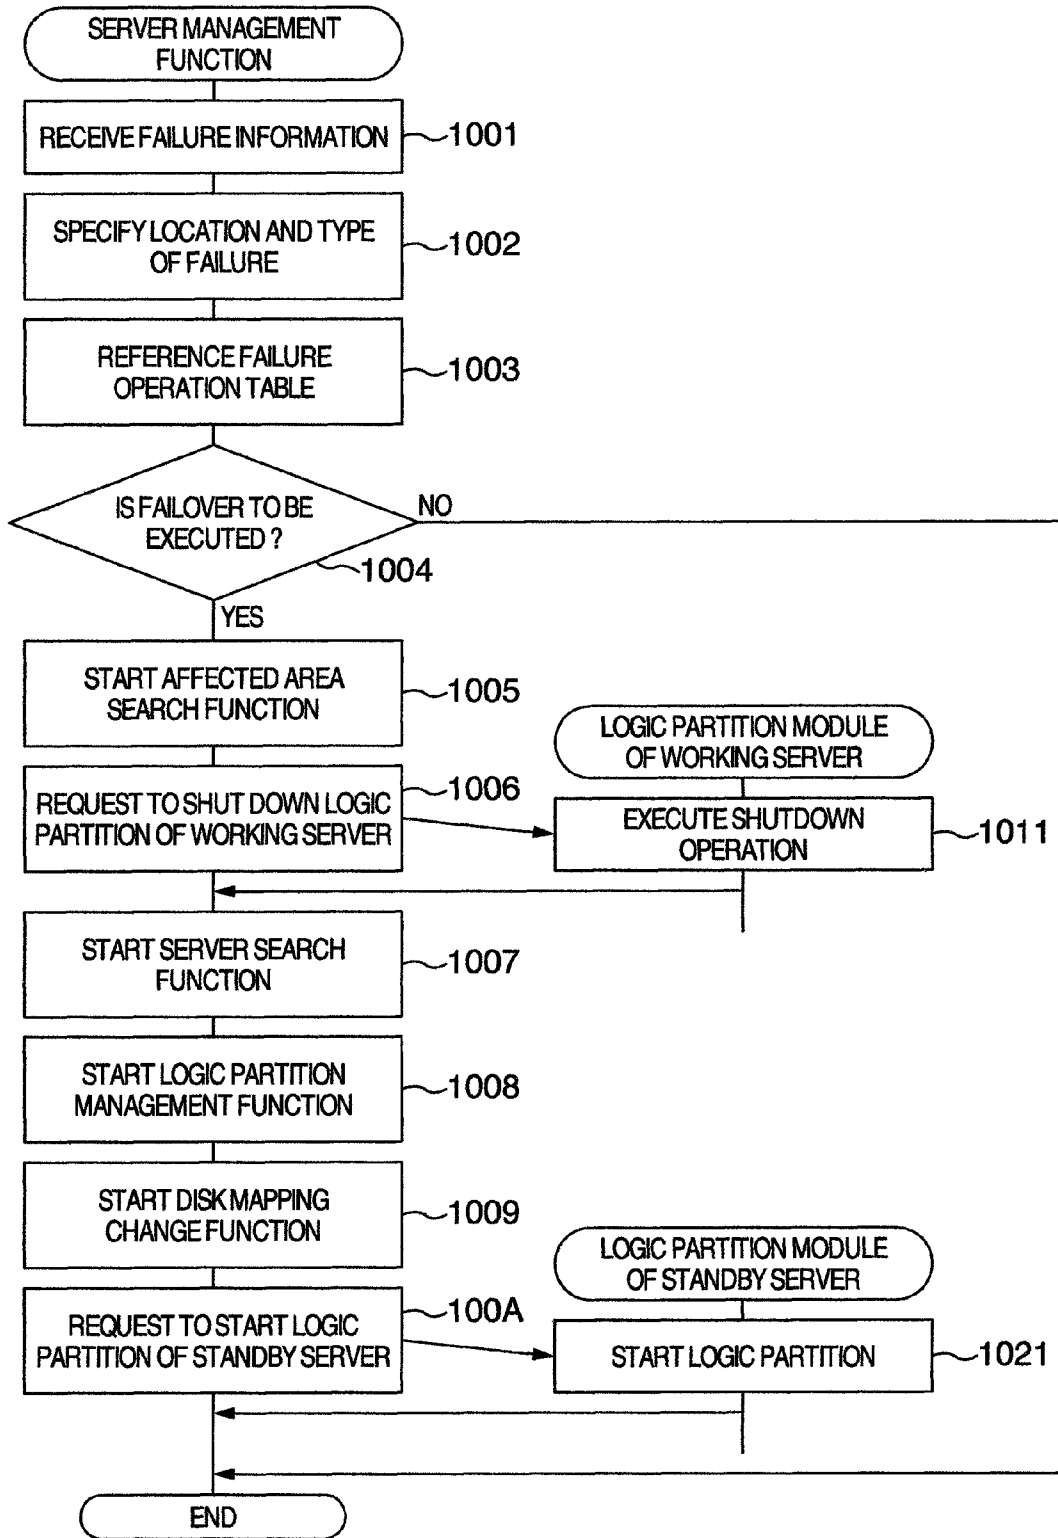 SERVER MANAGEMENT
FUNCTION
RECEIVE FAILURE INFORMATION
1001
SPECIFY LOCATION AND TYPE
OF FAILURE
1002
REFERENCE FAILURE
OPERATION TABLE
1003
IS FAILOVER TO BE
EXECUTED ?
NO
1004
YES
START AFFECTED AREA
SEARCH FUNCTION
1005
REQUEST TO SHUT DOWN LOGIC
PARTITION OF WORKING SERVER
1006
LOGIC PARTITION MODULE
OF WORKING SERVER
EXECUTE SHUTDOWN
OPERATION
1011
START SERVER SEARCH
FUNCTION
1007
START LOGIC PARTITION
MANAGEMENT FUNCTION
1008
START DISK MAPPING
CHANGE FUNCTION
1009
REQUEST TO START LOGIC
PARTITION OF STANDBY SERVER
100A
LOGIC PARTITION MODULE
OF STANDBY SERVER
START LOGIC PARTITION
1021
END